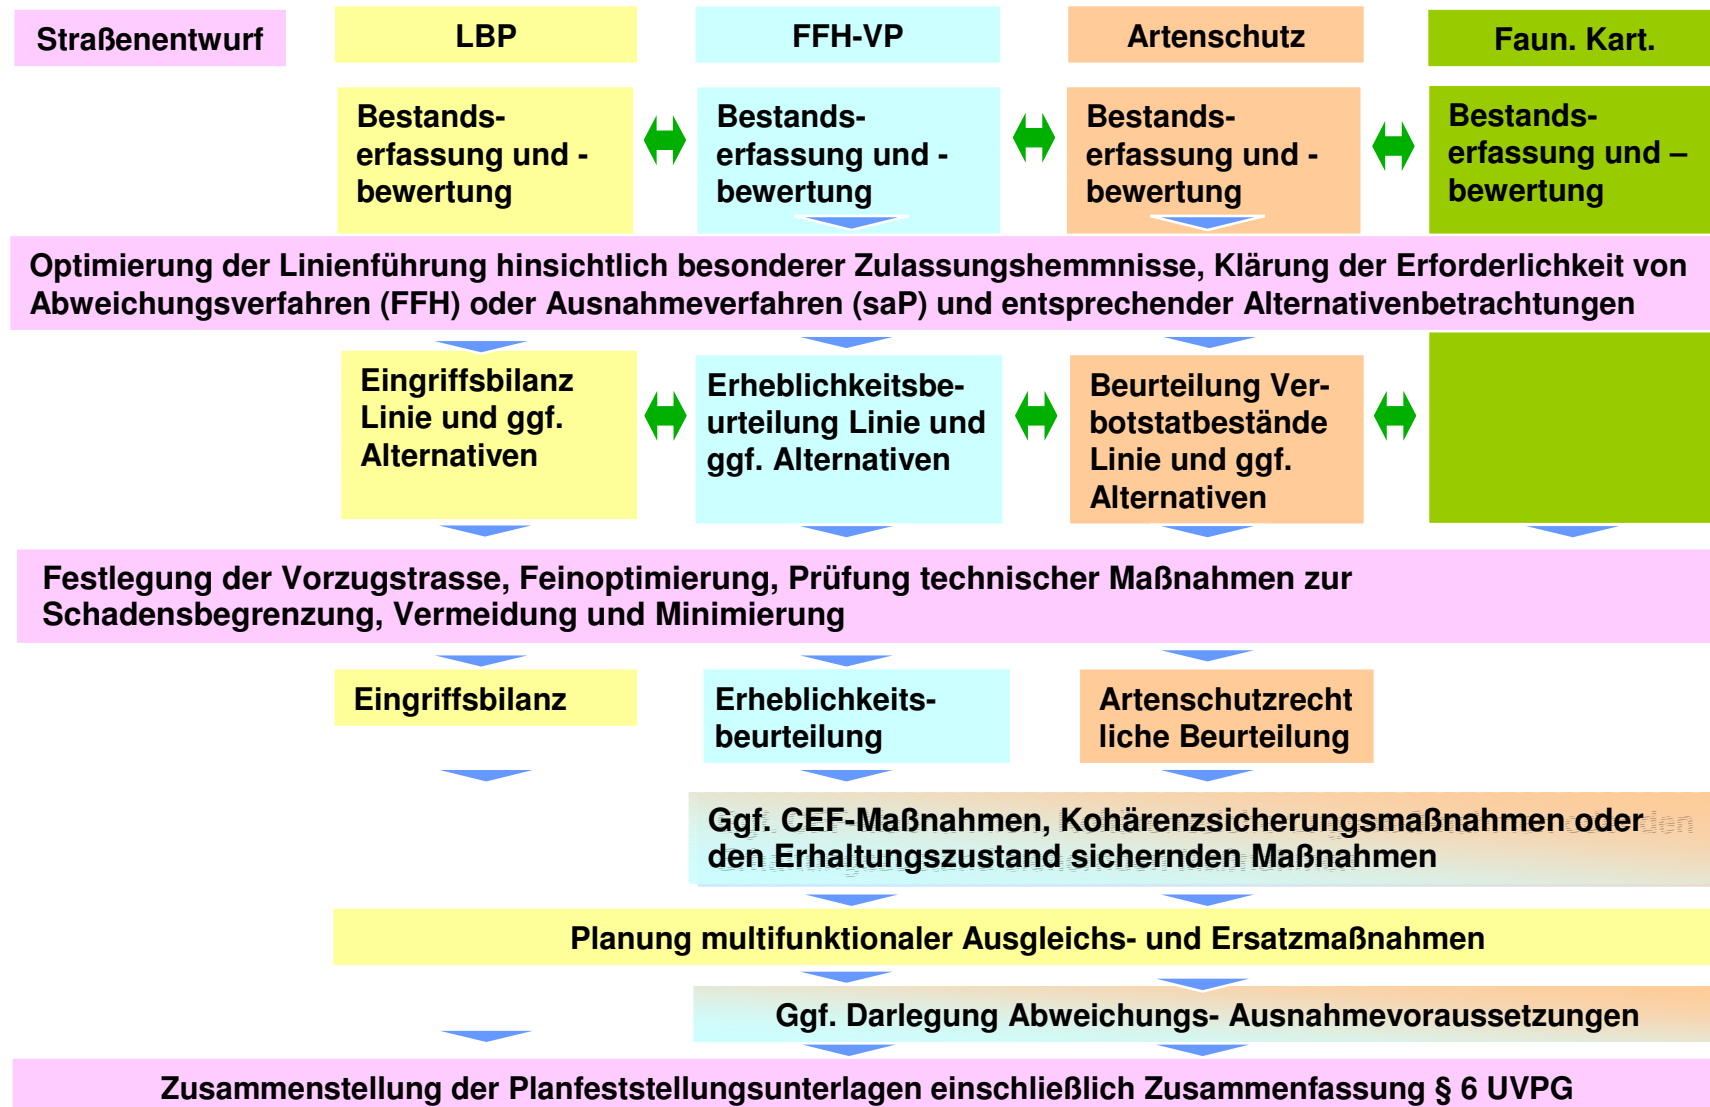 Straßenentwurf
LBP
FFH-VP
Artenschutz
Faun. Kart.
Bestands-
erfassung und -
bewertung
Bestands-
erfassung und -
bewertung
Bestands-
erfassung und -
bewertung
Bestands-
erfassung und –
bewertung
Optimierung der Linienführung hinsichtlich besonderer Zulassungshemmnisse, Klärung der Erforderlichkeit von
Abweichungsverfahren (FFH) oder Ausnahmeverfahren (saP) und entsprechender Alternativenbetrachtungen
Eingriffsbilanz
Linie und ggf.
Alternativen
Erheblichkeitsbe-
urteilung Linie und
ggf. Alternativen
Beurteilung Ver-
botstatbestände
Linie und ggf.
Alternativen
Festlegung der Vorzugstrasse, Feinoptimierung, Prüfung technischer Maßnahmen zur
Schadensbegrenzung, Vermeidung und Minimierung
Eingriffsbilanz
Erheblichkeits-
beurteilung
Artenschutzrecht
liche Beurteilung
Ggf. CEF-Maßnahmen, Kohärenzsicherungsmaßnahmen oder
den Erhaltungszustand sichernden Maßnahmen
Planung multifunktionaler Ausgleichs- und Ersatzmaßnahmen
Ggf. Darlegung Abweichungs- Ausnahmevoraussetzungen
Zusammenstellung der Planfeststellungsunterlagen einschließlich Zusammenfassung § 6 UVPG